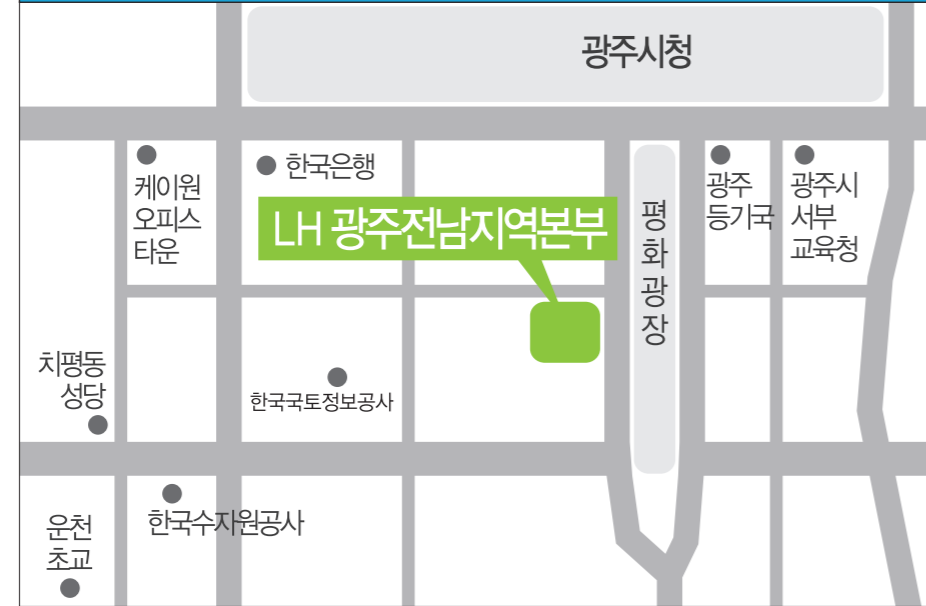 광주시청
한국은행
케이원
오피스
타운
LH 광주전남지역본부
평
화
광
장
광주
등기국
광주시
서부
교육청
치평동
성당
한국국토정보공사
한국수자원공사
운천
초교